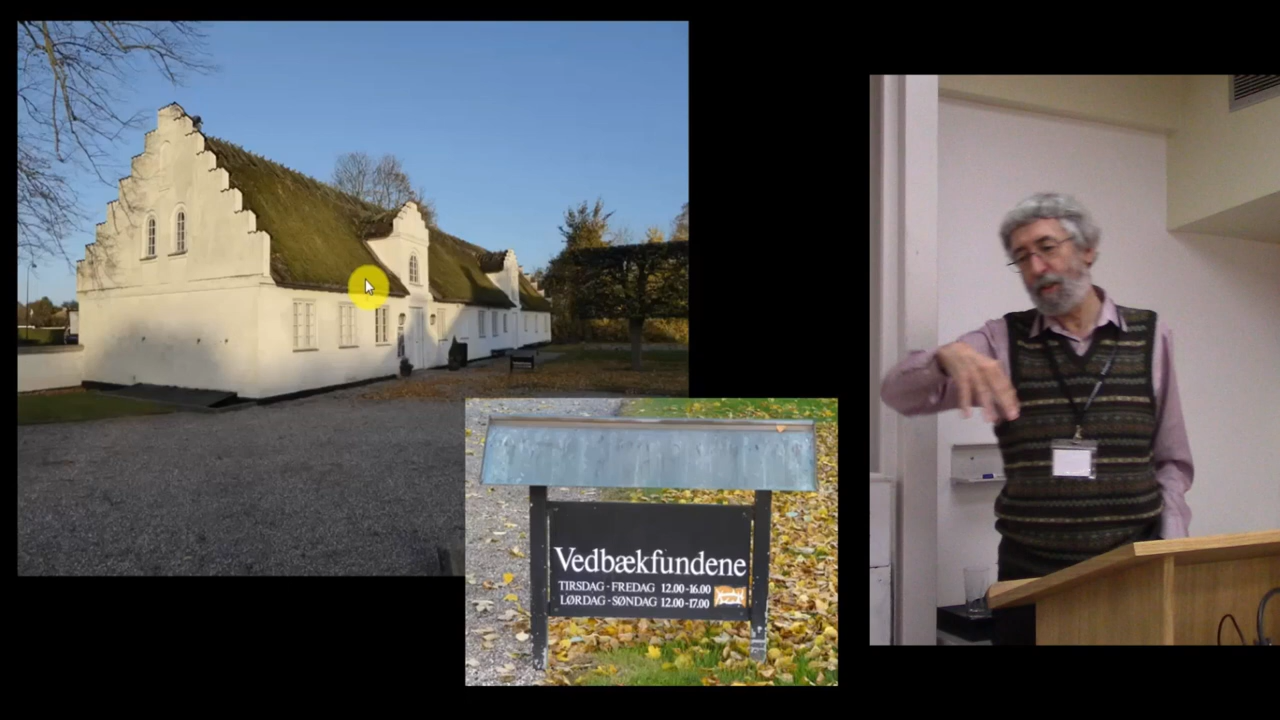 Vedbækfundene
TIRSDAG - FREDAG 12.00-16.00
LØRDAG - SØNDAG 12.00-17.00